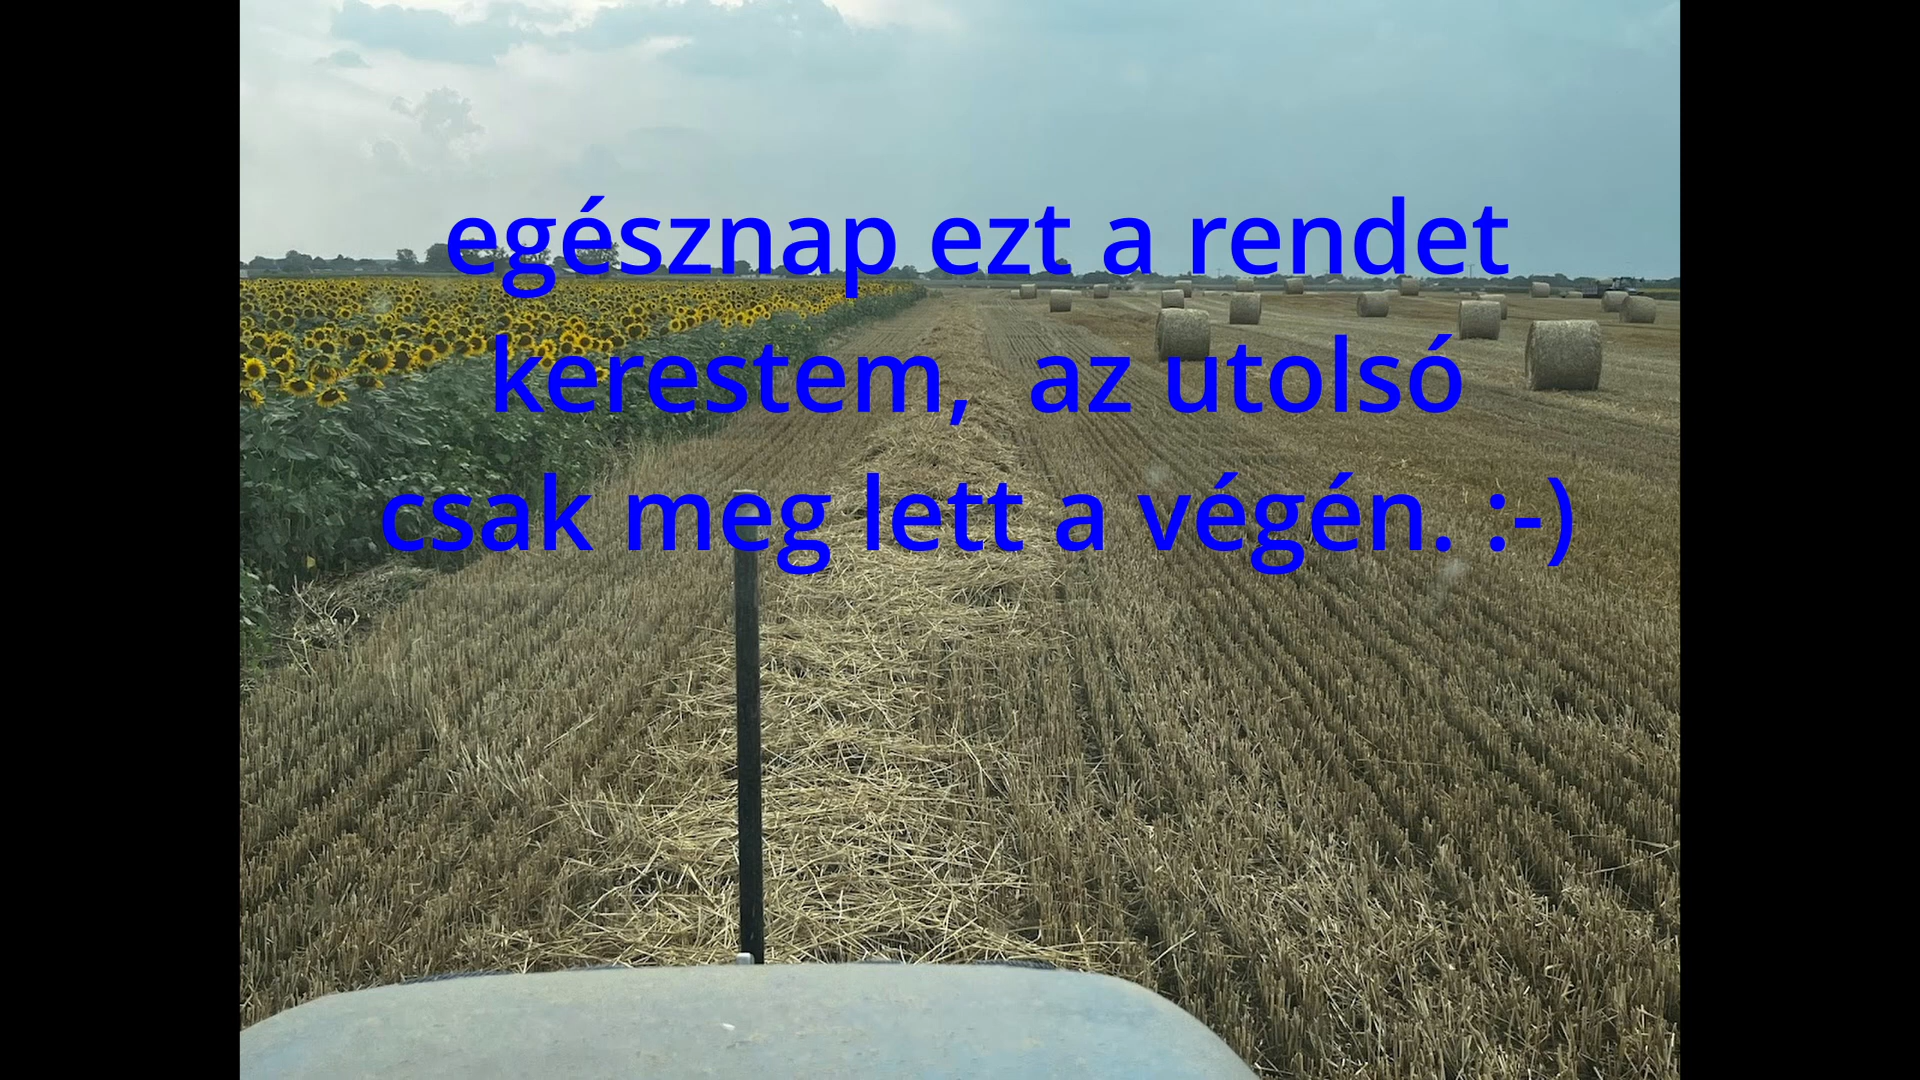 egésznap ezt a rendet
kerestem,  az utolsó
csak meg lett a végén. :-)